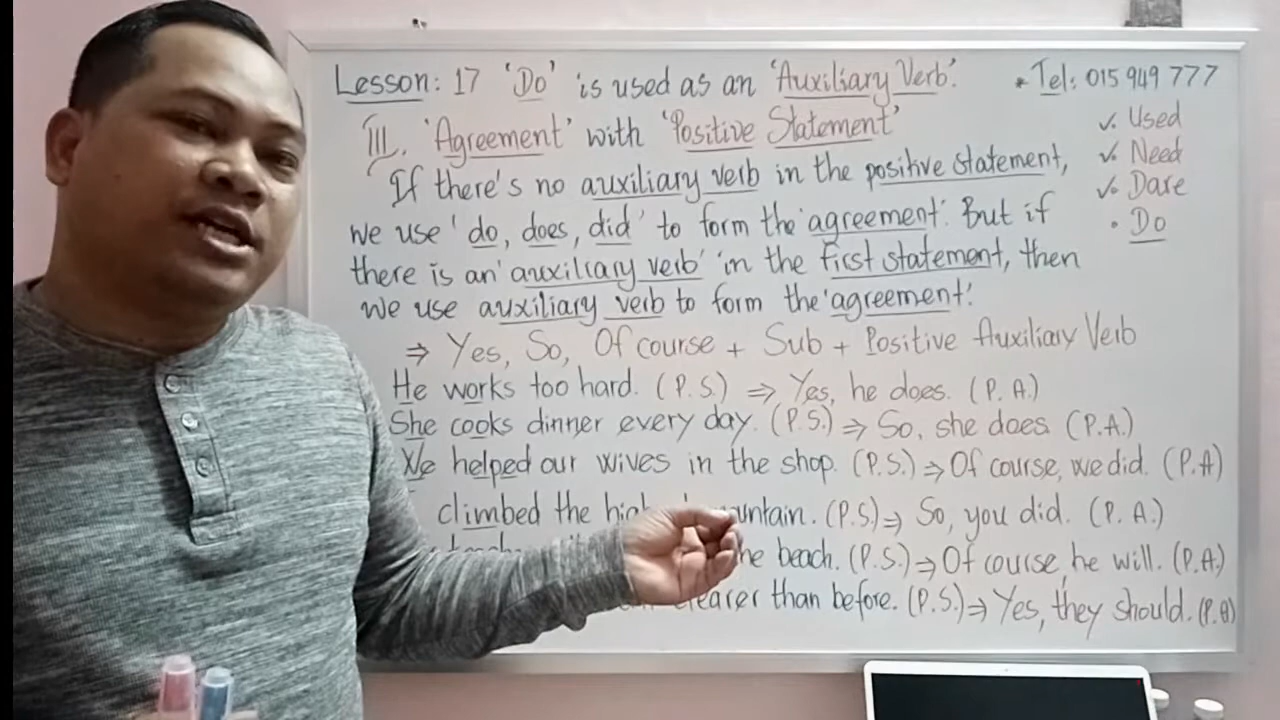 Lesson: 17 'Do' is used as an 'Auxiliary Verb'.
* Tel: 015 949 777
III. 'Agreement' with 'Positive Statement'
✓. Used
✓. Need
✓. Dare
• Do
If there's no auxiliary verb in the positive statement,
we use 'do, does, did' to form the 'agreement'. But if
there is an 'auxiliary verb' in the first statement, then
we use auxiliary verb to form the 'agreement'.
⇒ Yes, So, Of course + Sub + Positive Auxiliary Verb
He works too hard. (P.S.) ⇒ Yes, he does. (P.A.)
She cooks dinner every day. (P.S.) ⇒ So, she does (P.A.)
We helped our wives in the shop. (P.S.) ⇒ Of course, we did. (P.A)
climbed the mountain. (P.S) ⇒ So, you did. (P.A.)
beach. (P.S.) ⇒ Of course, he will. (P.A.)
clearer than before. (P.S.) ⇒ Yes, they should. (P.A)